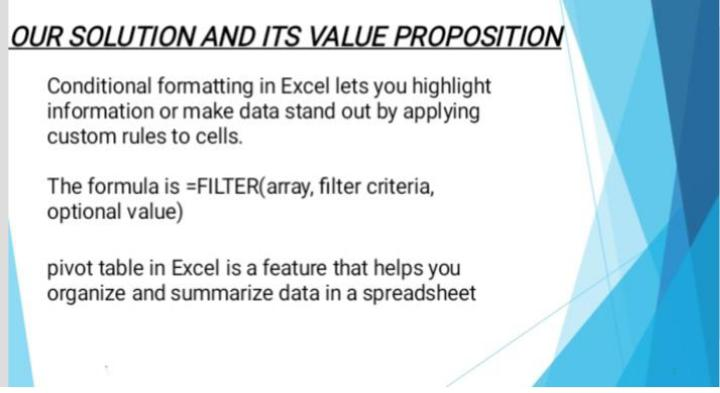 OUR SOLUTION AND ITS VALUE PROPOSITION
Conditional formatting in Excel lets you highlight
information or make data stand out by applying
custom rules to cells.
The formula is =FILTER(array, filter criteria,
optional value)
pivot table in Excel is a feature that helps you
organize and summarize data in a spreadsheet